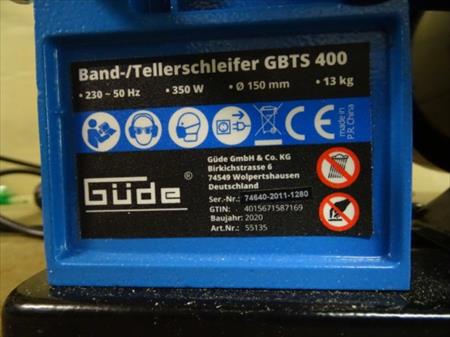 Band-/Tellerschleifer GBTS 400
• 230 ~ 50 Hz • 350 W • Ø 150 mm • 13 kg
CE
made in
P.R. China
Güde ®
Güde GmbH & Co. KG
Birkichstrasse 6
74549 Wolpertshausen
Deutschland
Ser.-Nr.: 74640-2011-1280
GTIN: 4015671587169
Baujahr: 2020
Art.Nr.: 55135